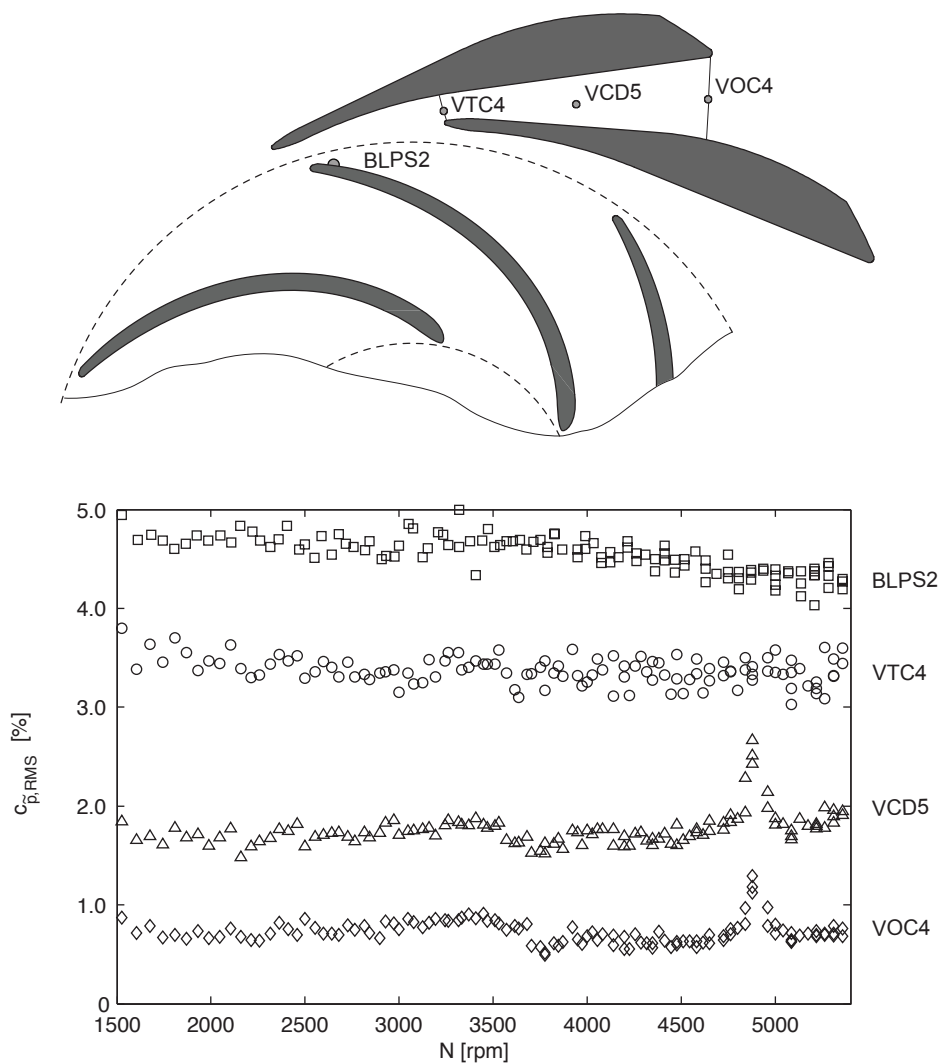 VTC4
VCD5
VOC4
BLPS2
5.0
4.0
3.0
2.0
1.0
0
c p̃,RMS [%]
BLPS2
VTC4
VCD5
VOC4
1500 2000 2500 3000 3500 4000 4500 5000
N [rpm]